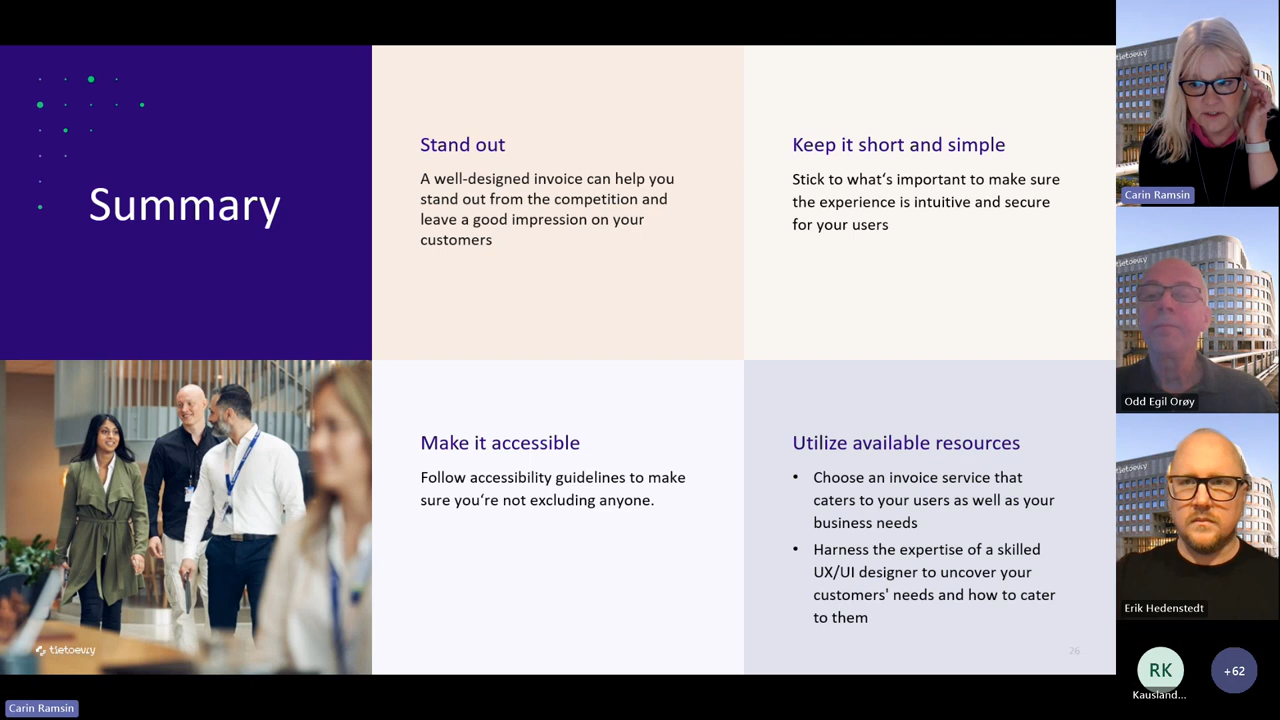 Summary
Stand out
A well-designed invoice can help you
stand out from the competition and
leave a good impression on your
customers
Keep it short and simple
Stick to what‘s important to make sure
the experience is intuitive and secure
for your users
Make it accessible
Follow accessibility guidelines to make
sure you‘re not excluding anyone.
Utilize available resources
• Choose an invoice service that
caters to your users as well as your
business needs
• Harness the expertise of a skilled
UX/UI designer to uncover your
customers' needs and how to cater
to them
tietoevry
26
Carin Ramsin
tietoevry
Carin Ramsin
tietoevry
Odd Egil Orøy
tietoevry
Erik Hedenstedt
RK
Kausland...
+62